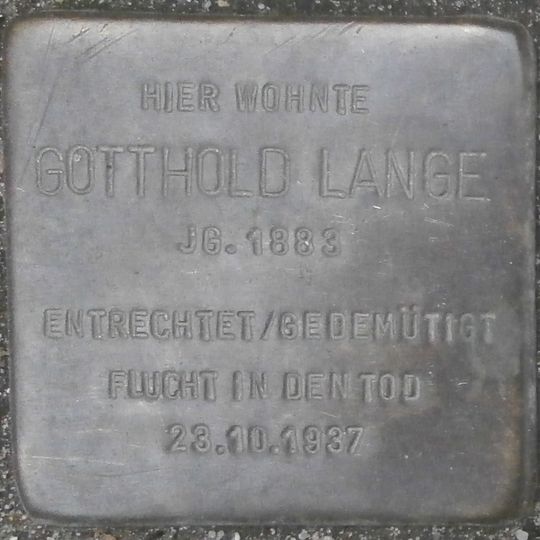 HIER WOHNTE
GOTTHOLD LANGE
JG. 1883
ENTRECHTET/GEDEMÜTIGT
FLUCHT IN DEN TOD
23.10.1937